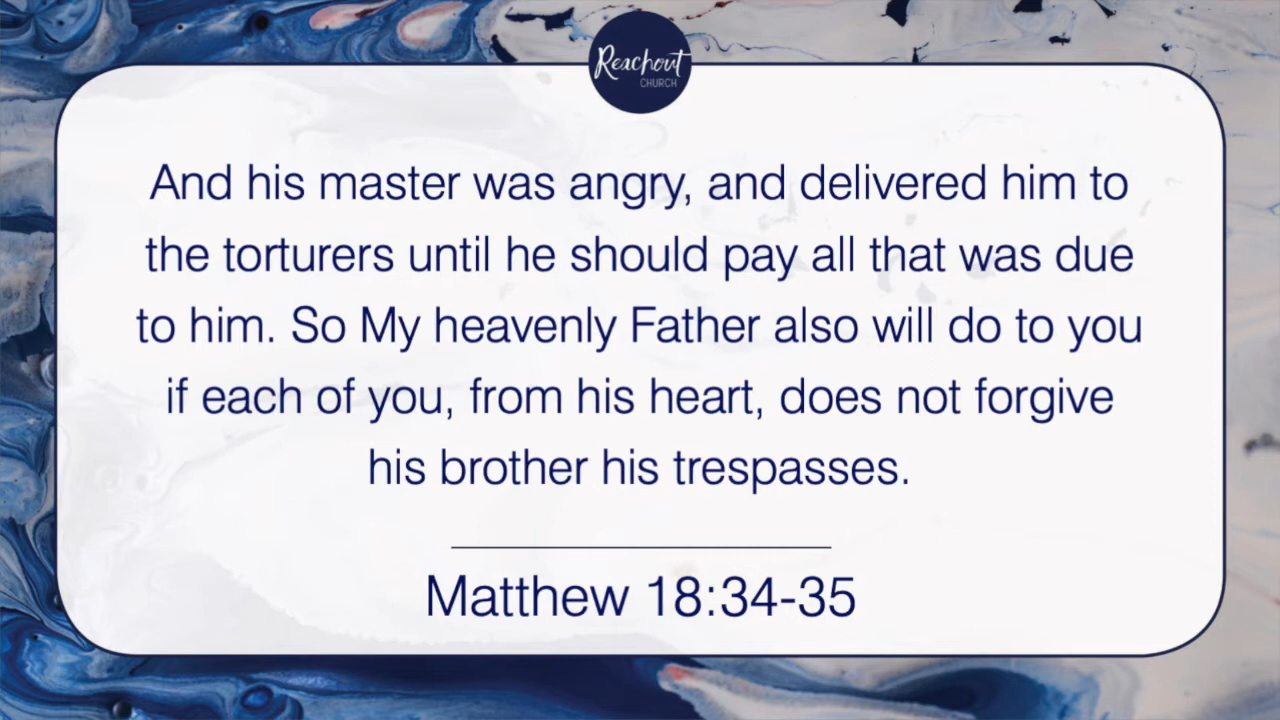 Reachout
CHURCH
And his master was angry, and delivered him to
the torturers until he should pay all that was due
to him. So My heavenly Father also will do to you
if each of you, from his heart, does not forgive
his brother his trespasses.
Matthew 18:34-35